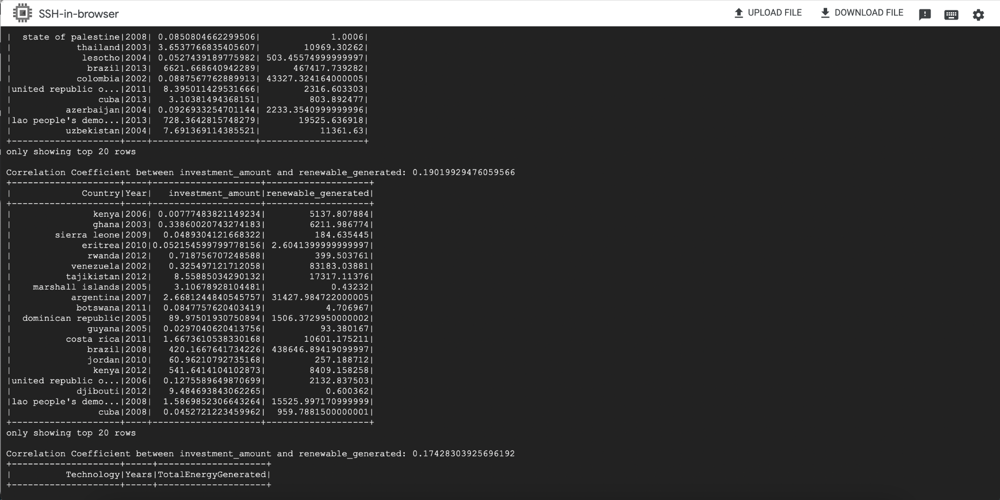 SSH-in-browser
UPLOAD FILE
DOWNLOAD FILE
|  state of palestine|2008| 0.0850804662299506|             1.0006|
|            thailand|2003| 3.6537766835405607|        10969.30262|
|             lesotho|2004| 0.0527439189775982| 503.45574999999997|
|              brazil|2013|  6621.668640942289|      467417.739282|
|            colombia|2002| 0.0887567762889913| 43327.324164000005|
|united republic o...|2011|  8.395011429531666|        2316.603303|
|                cuba|2013|   3.10381494368151|         803.892477|
|          azerbaijan|2004| 0.0926933254701144| 2233.3540999999996|
|lao people's demo...|2013|  728.3642815748279|       19525.636918|
|          uzbekistan|2004|  7.691369114385521|           11361.63|
+--------------------+----+-------------------+-------------------+
only showing top 20 rows
Correlation Coefficient between investment_amount and renewable_generated: 0.19019929476059566
+--------------------+----+--------------------+-------------------+
|             Country|Year|   investment_amount|renewable_generated|
+--------------------+----+--------------------+-------------------+
|               kenya|2006| 0.00777483821149234|        5137.807884|
|               ghana|2003| 0.33860020743274183|        6211.986774|
|        sierra leone|2009|  0.0489304121668322|         184.635445|
|             eritrea|2010|0.052154599799778156| 2.6041399999999997|
|              rwanda|2012|   0.718756707248588|         399.503761|
|           venezuela|2002|   0.325497121712058|        83183.03881|
|          tajikistan|2012|    8.55885034290132|        17317.11376|
|    marshall islands|2005|    3.10678928104481|            0.43232|
|           argentina|2007|  2.6681244840545757| 31427.984722000005|
|            botswana|2011|  0.0847757620403419|           4.706967|
|  dominican republic|2005|   89.97501930750894| 1506.3729950000002|
|              guyana|2005|  0.0297040620413756|          93.380167|
|          costa rica|2011|  1.6673610538330168|       10601.175211|
|              brazil|2008|   420.1667641734226| 438646.89419099997|
|              jordan|2010|   60.96210792735168|         257.188712|
|               kenya|2012|   541.6414104102873|        8409.158258|
|united republic o...|2006|  0.1275589649870699|        2132.837503|
|            djibouti|2012|   9.484693843062265|           0.600362|
|lao people's demo...|2008|  1.5869852306643264| 15525.997170999999|
|                cuba|2008|  0.0452721223459962|  959.7881500000001|
+--------------------+----+--------------------+-------------------+
only showing top 20 rows
Correlation Coefficient between investment_amount and renewable_generated: 0.17428303925696192
+--------------------+-----+--------------------+
|          Technology|Years|TotalEnergyGenerated|
+--------------------+-----+--------------------+